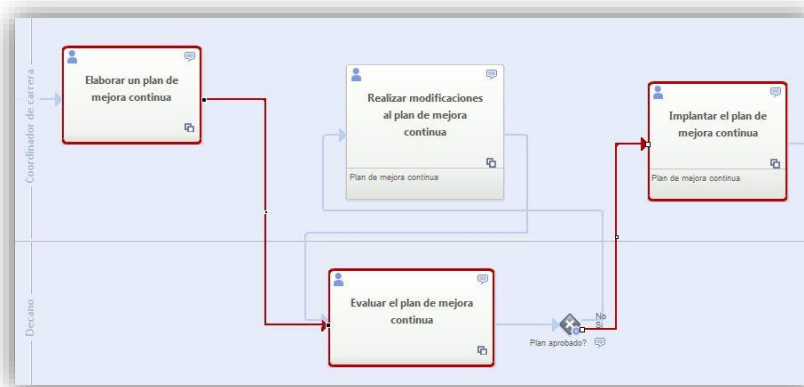 Coordinador de carrera
Elaborar un plan de
mejora continua
Realizar modificaciones
al plan de mejora
continua
Plan de mejora continua
Implantar el plan de
mejora continua
Plan de mejora continua
Decano
Evaluar el plan de mejora
continua
No
Si
Plan aprobado?